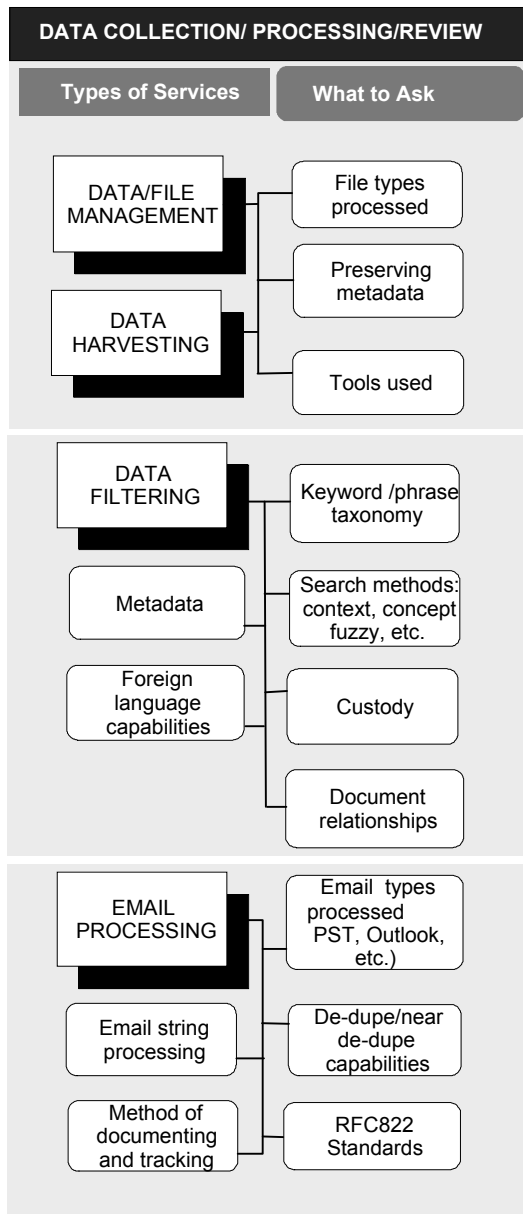 DATA COLLECTION/ PROCESSING/REVIEW
Types of Services
What to Ask
DATA/FILE
MANAGEMENT
File types
processed
Preserving
metadata
DATA
HARVESTING
Tools used
DATA
FILTERING
Keyword /phrase
taxonomy
Metadata
Search methods:
context, concept
fuzzy, etc.
Foreign
language
capabilities
Custody
Document
relationships
EMAIL
PROCESSING
Email types
processed
PST, Outlook,
etc.)
Email string
processing
De-dupe/near
de-dupe
capabilities
Method of
documenting
and tracking
RFC822
Standards